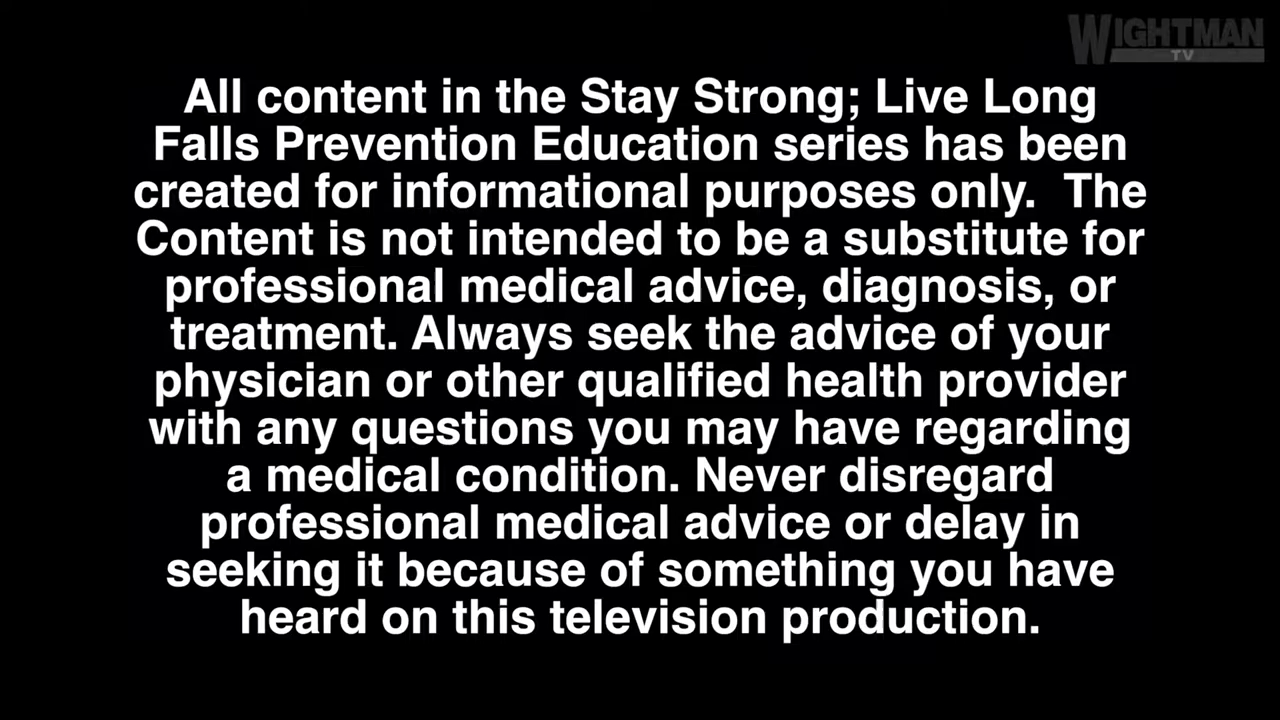 WIGHTMAN
TV
All content in the Stay Strong; Live Long
Falls Prevention Education series has been
created for informational purposes only.  The
Content is not intended to be a substitute for
professional medical advice, diagnosis, or
treatment. Always seek the advice of your
physician or other qualified health provider
with any questions you may have regarding
a medical condition. Never disregard
professional medical advice or delay in
seeking it because of something you have
heard on this television production.